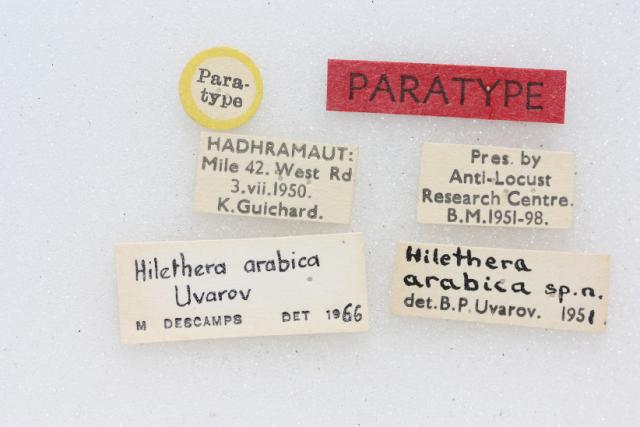 Para-
type
PARATYPE
HADHRAMAUT:
Mile 42. West Rd
3.vii.1950.
K.Guichard.
Pres. by
Anti-Locust
Research Centre.
B.M.1951-98.
Hilethera arabica
Uvarov
M DESCAMPS DET 1966
Hilethera
arabica sp.n.
det.B.P.Uvarov. 1951.